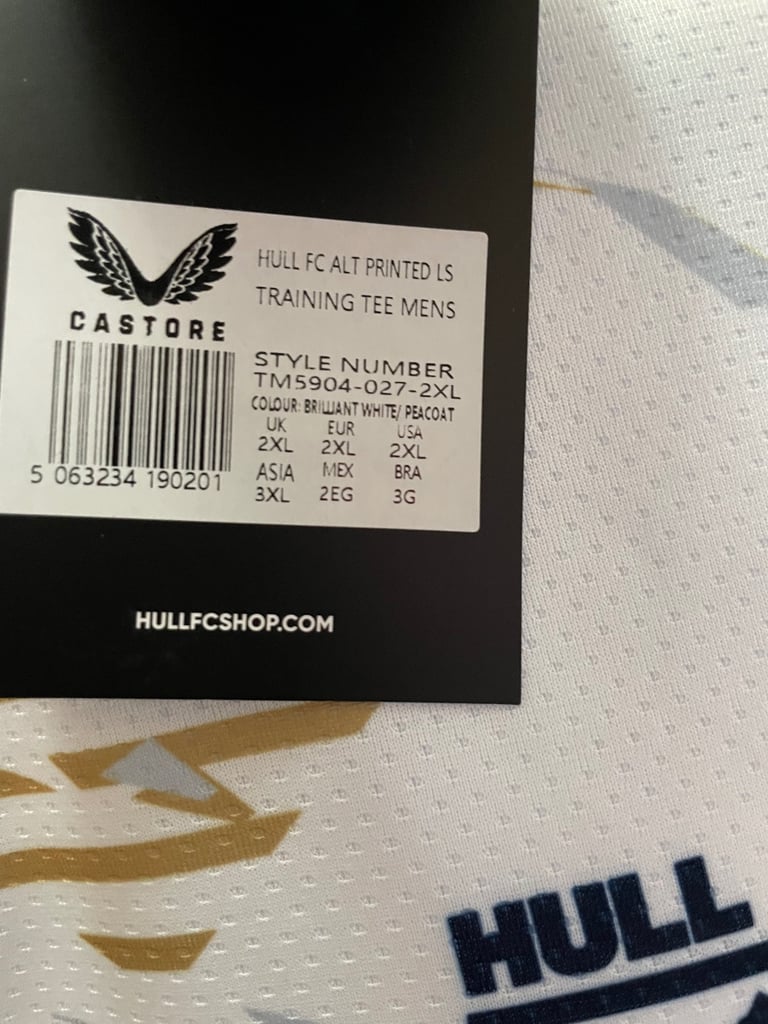 CASTORE
HULL FC ALT PRINTED LS
TRAINING TEE MENS
STYLE NUMBER
TM5904-027-2XL
COLOUR: BRILLIANT WHITE/ PEACOAT
UK EUR USA
2XL 2XL 2XL
ASIA MEX BRA
3XL 2EG 3G
5 063234 190201
HULLFCSHOP.COM
HULL